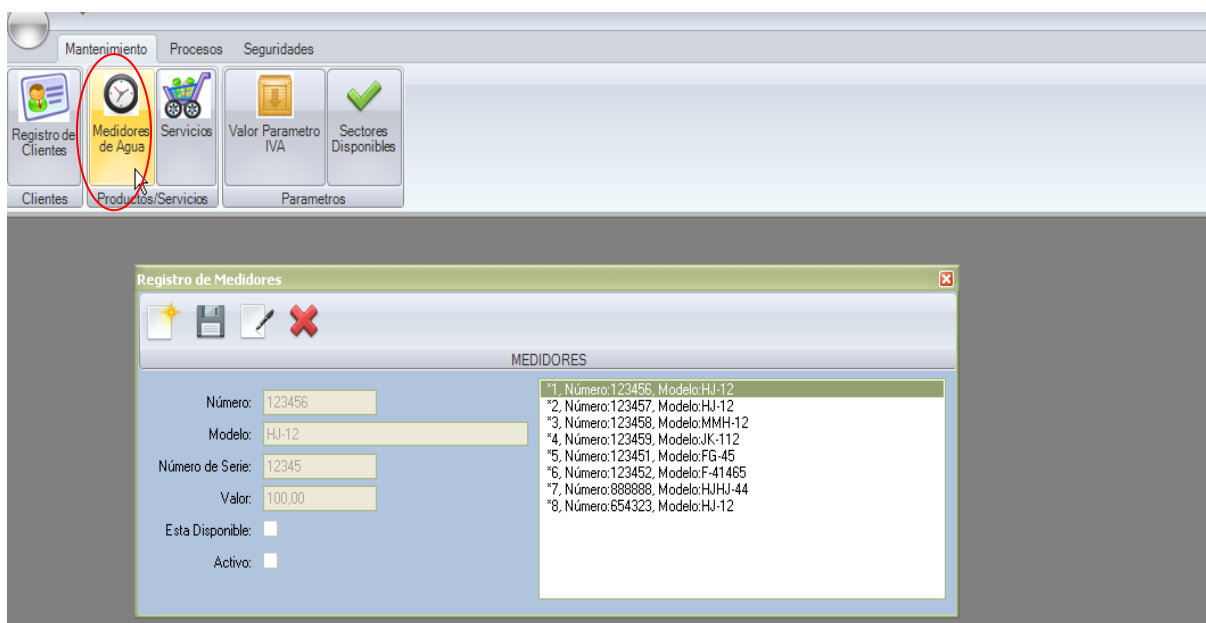 Mantenimiento Procesos Seguridades
Registro de Clientes
Medidores de Agua
Servicios
Valor Parametro IVA
Sectores Disponibles
Clientes Productos/Servicios Parametros
Registro de Medidores
MEDIDORES
Número: 123456
Modelo: HJ-12
Número de Serie: 12345
Valor: 100,00
Esta Disponible:
Activo:
*1, Número:123456, Modelo:HJ-12
*2, Número:123457, Modelo:HJ-12
*3, Número:123458, Modelo:MMH-12
*4, Número:123459, Modelo:JK-112
*5, Número:123451, Modelo:FG-45
*6, Número:123452, Modelo:F-41465
*7, Número:888888, Modelo:HJHJ-44
*8, Número:654323, Modelo:HJ-12